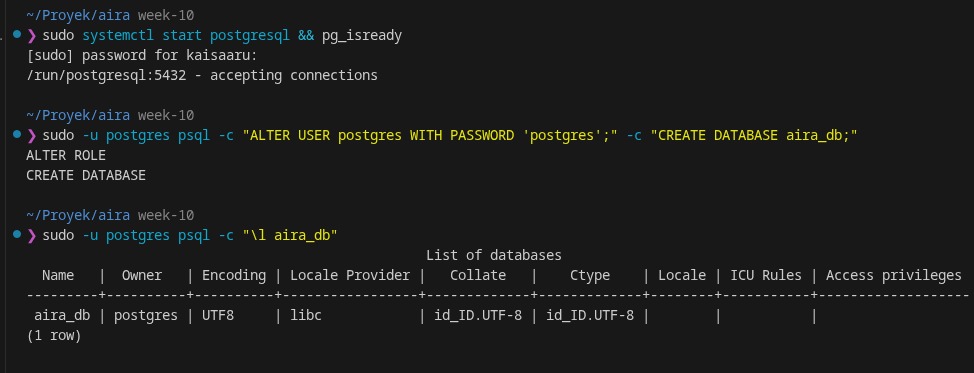 ~/Proyek/aira week-10
❯ sudo systemctl start postgresql && pg_isready
[sudo] password for kaisaaru:
/run/postgresql:5432 - accepting connections
~/Proyek/aira week-10
❯ sudo -u postgres psql -c "ALTER USER postgres WITH PASSWORD 'postgres';" -c "CREATE DATABASE aira_db;"
ALTER ROLE
CREATE DATABASE
~/Proyek/aira week-10
❯ sudo -u postgres psql -c "\l aira_db"
List of databases
Name | Owner | Encoding | Locale Provider | Collate | Ctype | Locale | ICU Rules | Access privileges
---------+----------+----------+-----------------+-------------+-------------+--------+-----------+-------------------
aira_db | postgres | UTF8 | libc | id_ID.UTF-8 | id_ID.UTF-8 | | |
(1 row)